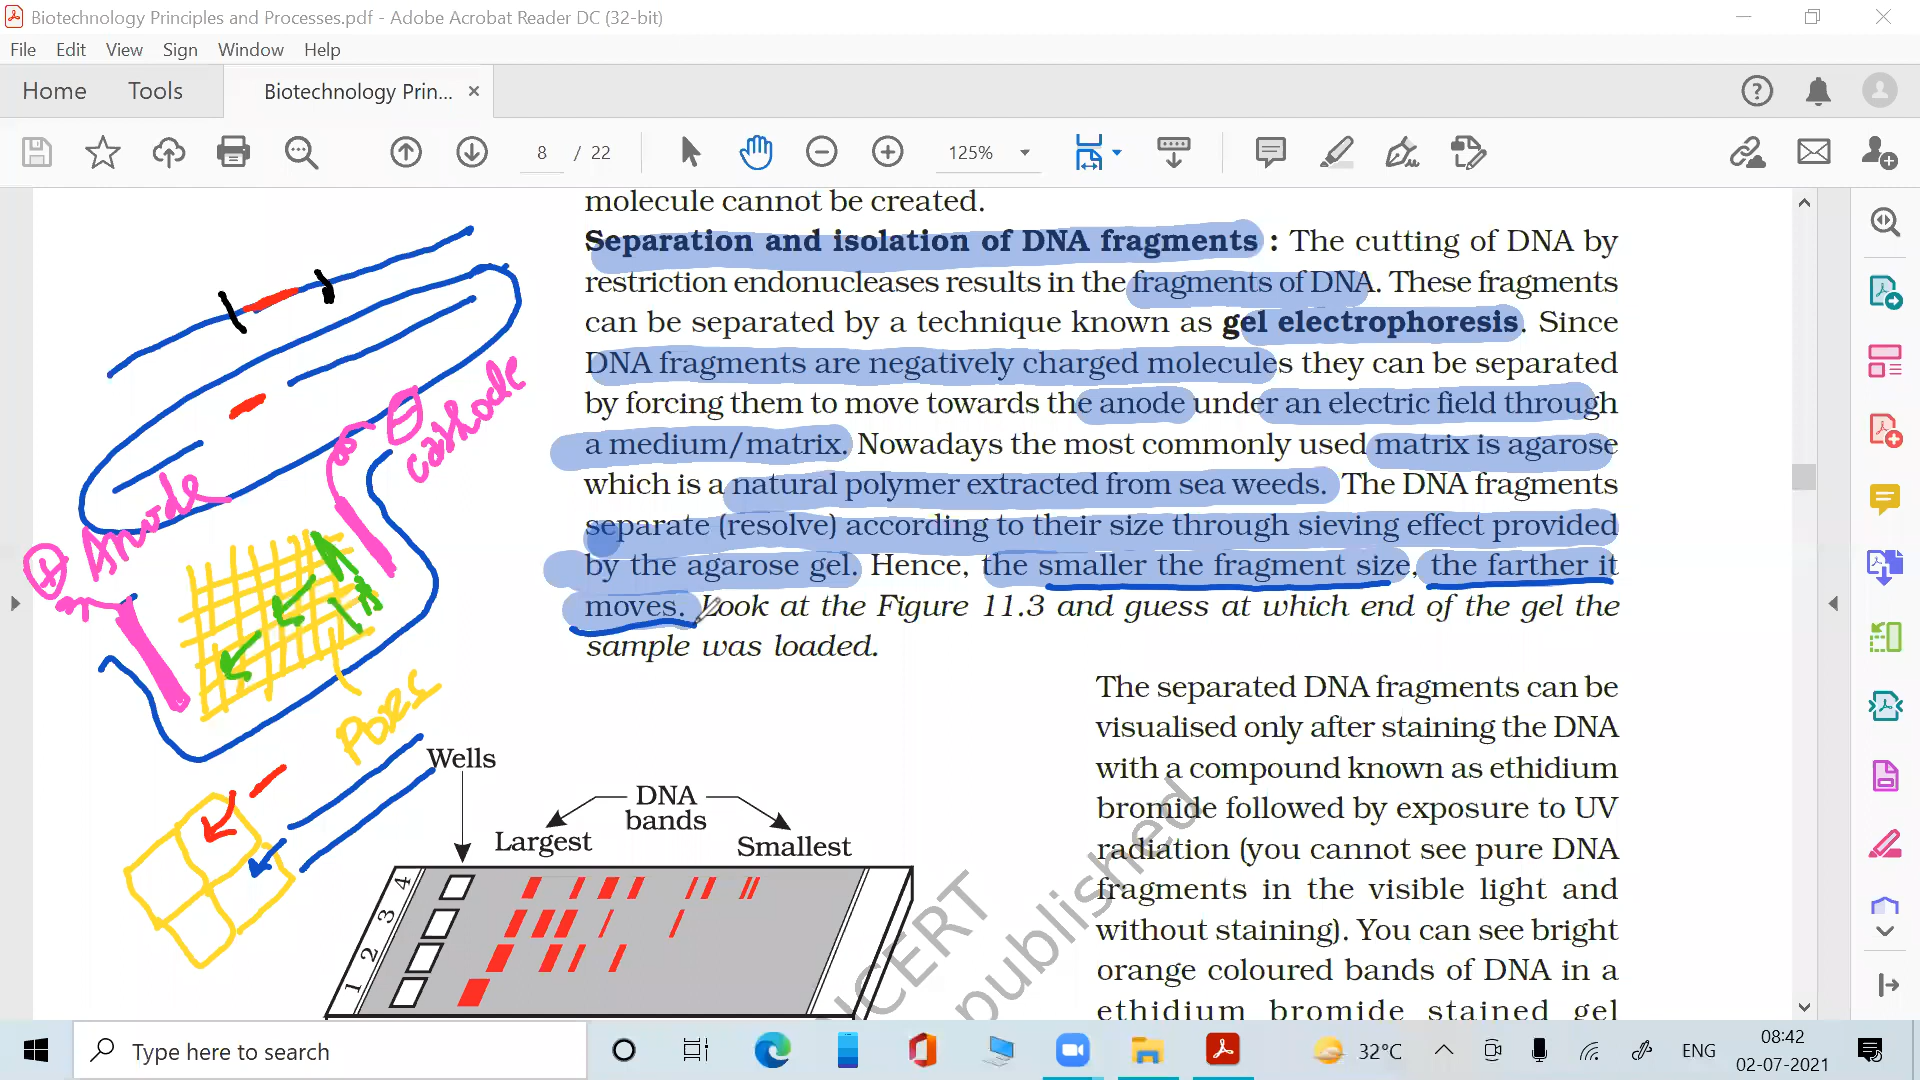 Biotechnology Principles and Processes.pdf - Adobe Acrobat Reader DC (32-bit)
File Edit View Sign Window Help
Home Tools Biotechnology Prin... ×
8 / 22 125%
molecule cannot be created.
Separation and isolation of DNA fragments : The cutting of DNA by
restriction endonucleases results in the fragments of DNA. These fragments
can be separated by a technique known as gel electrophoresis. Since
DNA fragments are negatively charged molecules they can be separated
by forcing them to move towards the anode under an electric field through
a medium/matrix. Nowadays the most commonly used matrix is agarose
which is a natural polymer extracted from sea weeds. The DNA fragments
separate (resolve) according to their size through sieving effect provided
by the agarose gel. Hence, the smaller the fragment size, the farther it
moves. Look at the Figure 11.3 and guess at which end of the gel the
sample was loaded.
Cathode
Anode
The separated DNA fragments can be
visualised only after staining the DNA
with a compound known as ethidium
bromide followed by exposure to UV
radiation (you cannot see pure DNA
fragments in the visible light and
without staining). You can see bright
orange coloured bands of DNA in a
ethidium bromide stained gel
Wells
DNA
bands
Largest
Smallest
4
3
2
1
NCERT
published
Type here to search
32°C
ENG
08:42
02-07-2021